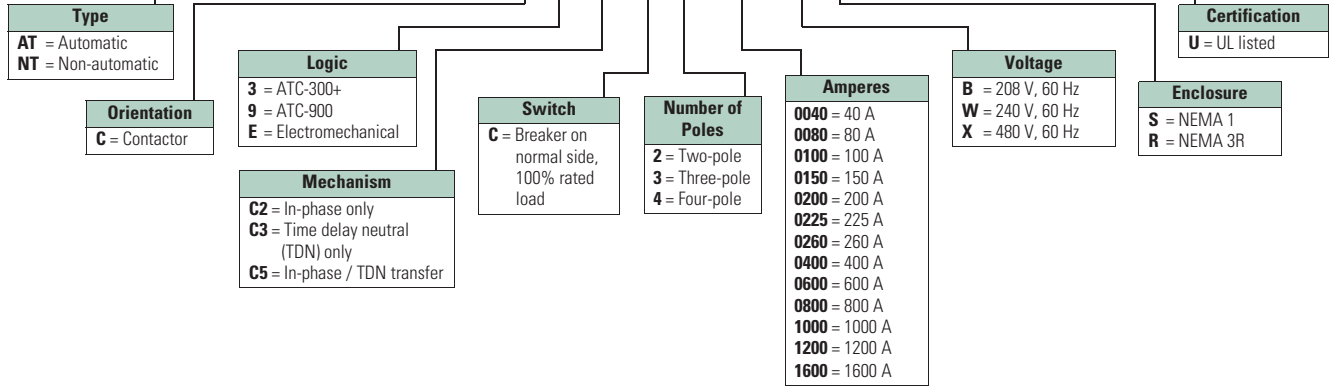 Type
AT = Automatic
NT = Non-automatic
Orientation
C = Contactor
Logic
3 = ATC-300+
9 = ATC-900
E = Electromechanical
Mechanism
C2 = In-phase only
C3 = Time delay neutral
(TDN) only
C5 = In-phase / TDN transfer
Switch
C = Breaker on
normal side,
100% rated
load
Number of
Poles
2 = Two-pole
3 = Three-pole
4 = Four-pole
Amperes
0040 = 40 A
0080 = 80 A
0100 = 100 A
0150 = 150 A
0200 = 200 A
0225 = 225 A
0260 = 260 A
0400 = 400 A
0600 = 600 A
0800 = 800 A
1000 = 1000 A
1200 = 1200 A
1600 = 1600 A
Voltage
B = 208 V, 60 Hz
W = 240 V, 60 Hz
X = 480 V, 60 Hz
Enclosure
S = NEMA 1
R = NEMA 3R
Certification
U = UL listed